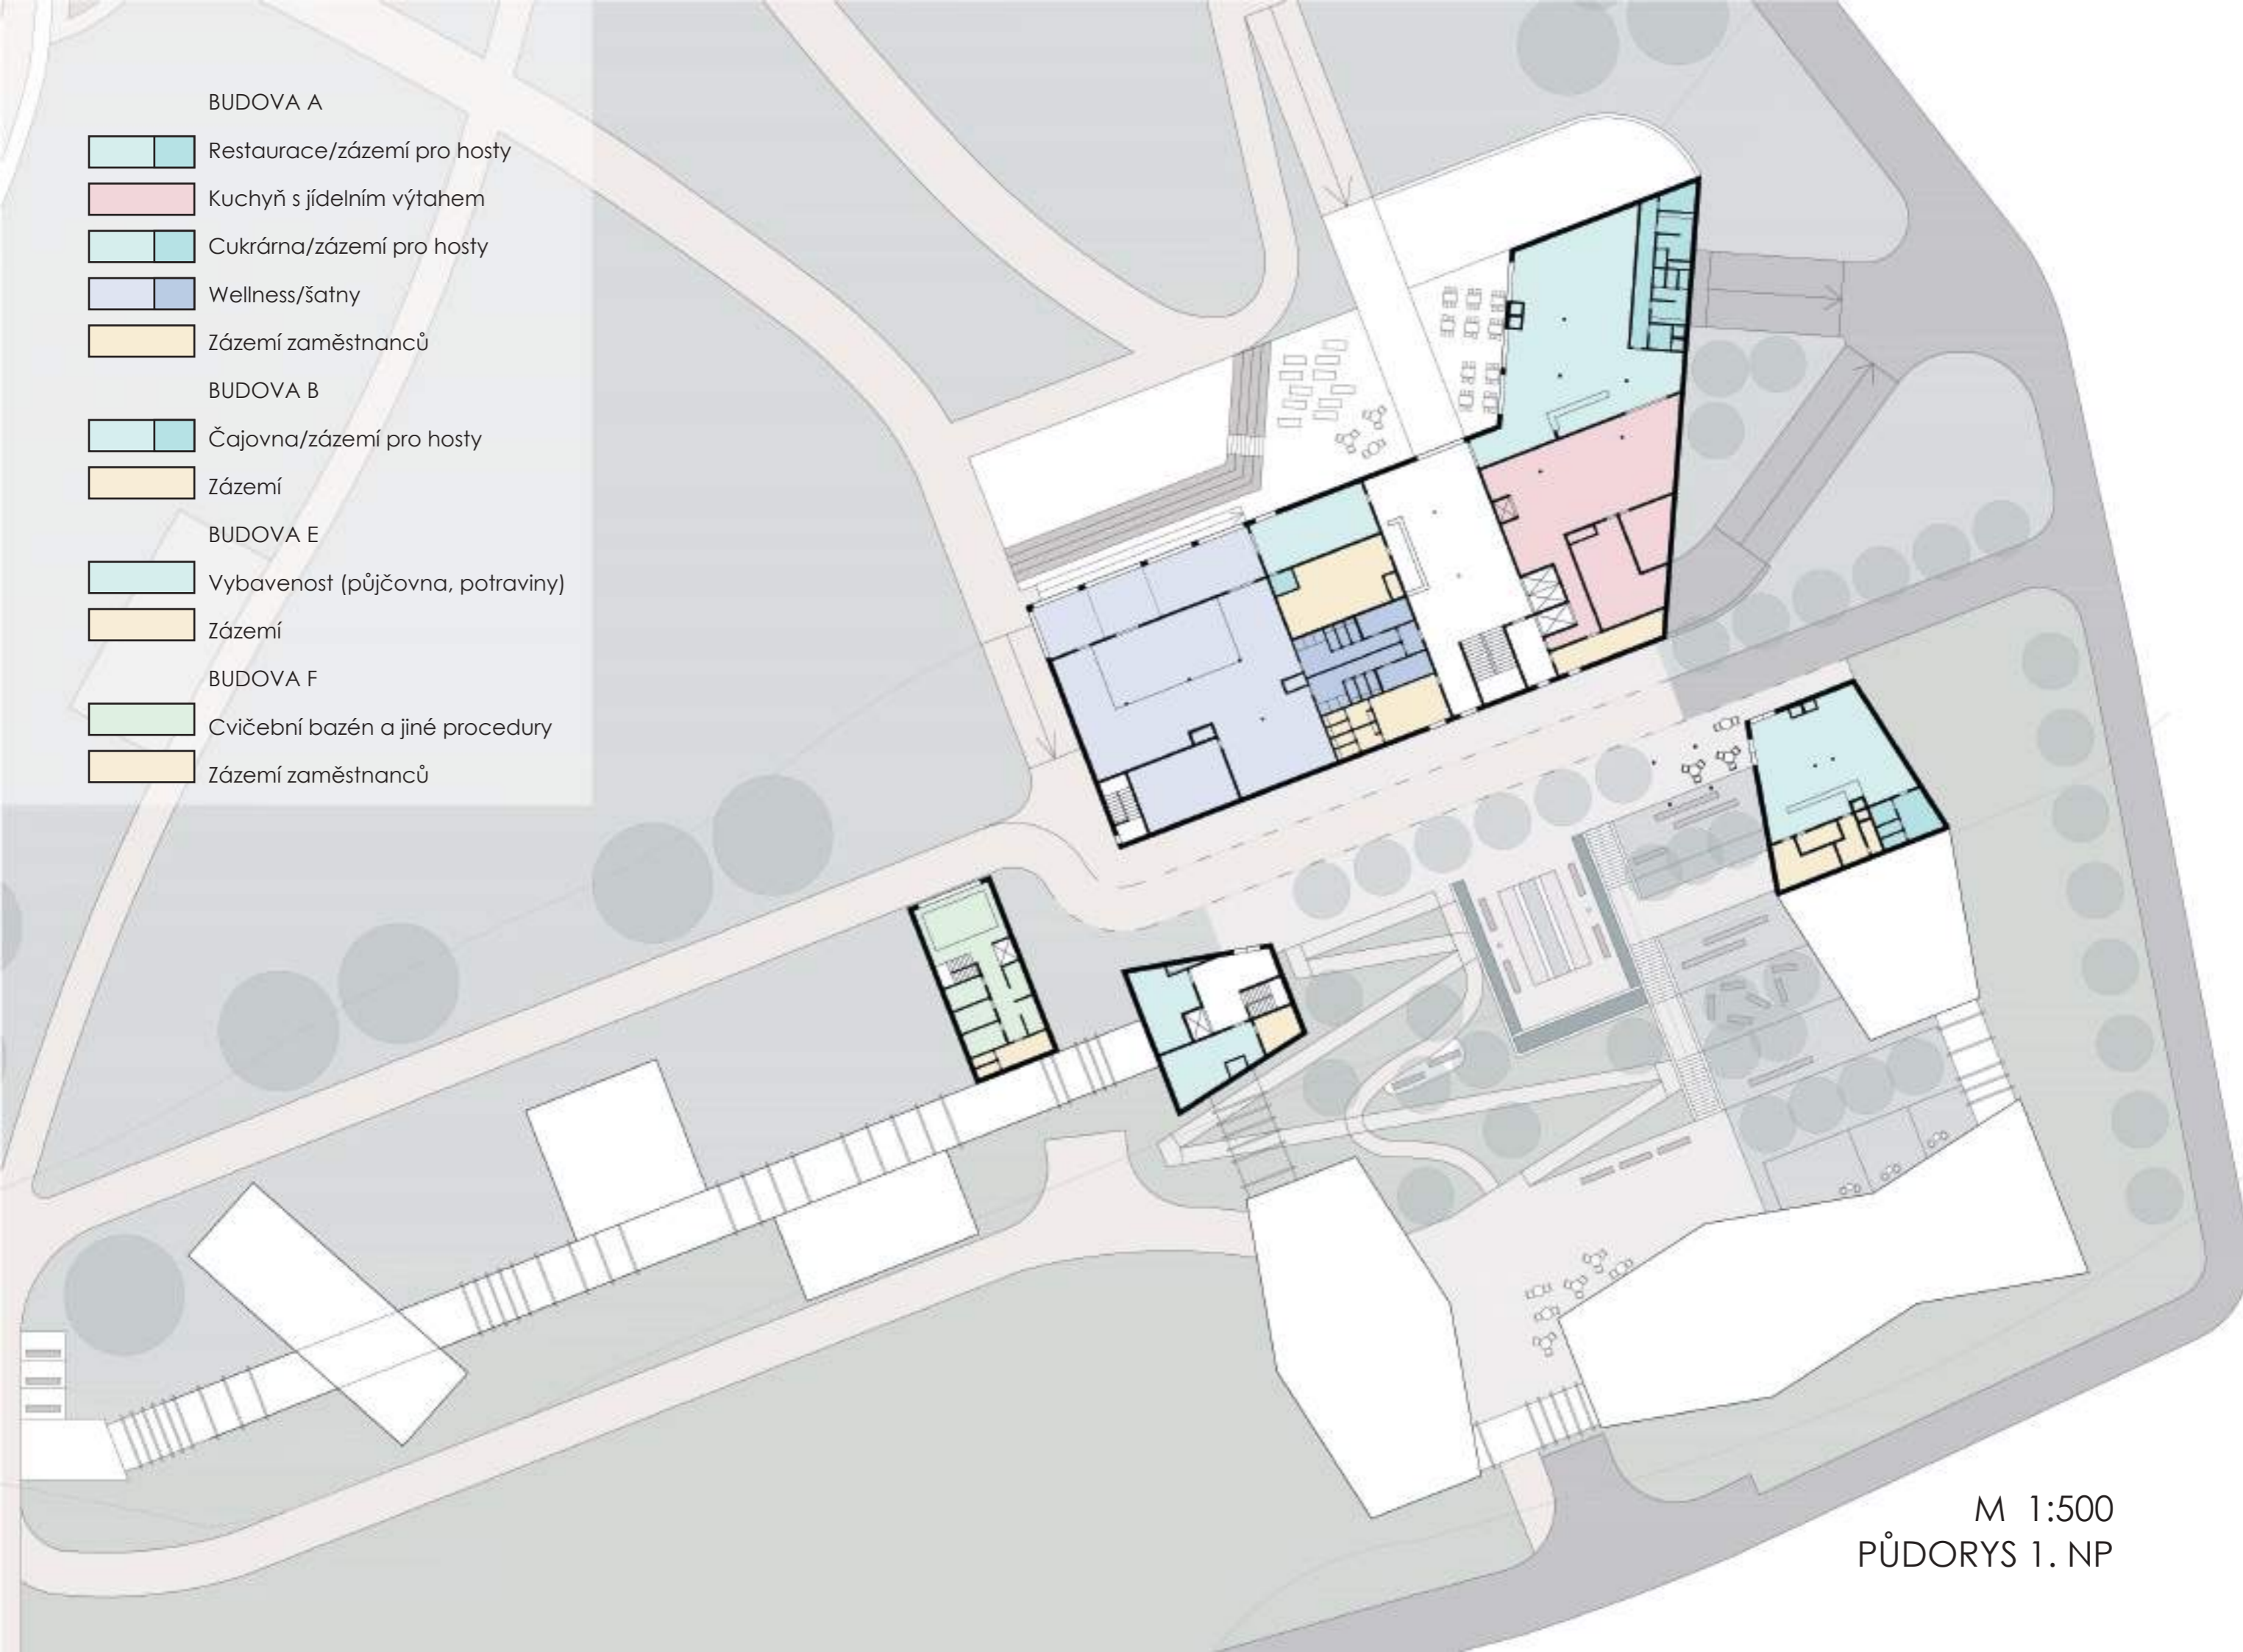 BUDOVA A
Restaurace/zázemí pro hosty
Kuchyň s jídelním výtahem
Cukrárna/zázemí pro hosty
Wellness/šatny
Zázemí zaměstnanců
BUDOVA B
Čajovna/zázemí pro hosty
Zázemí
BUDOVA E
Vybavenost (půjčovna, potraviny)
Zázemí
BUDOVA F
Cvičební bazén a jiné procedury
Zázemí zaměstnanců
M 1:500
PŮDORYS 1. NP